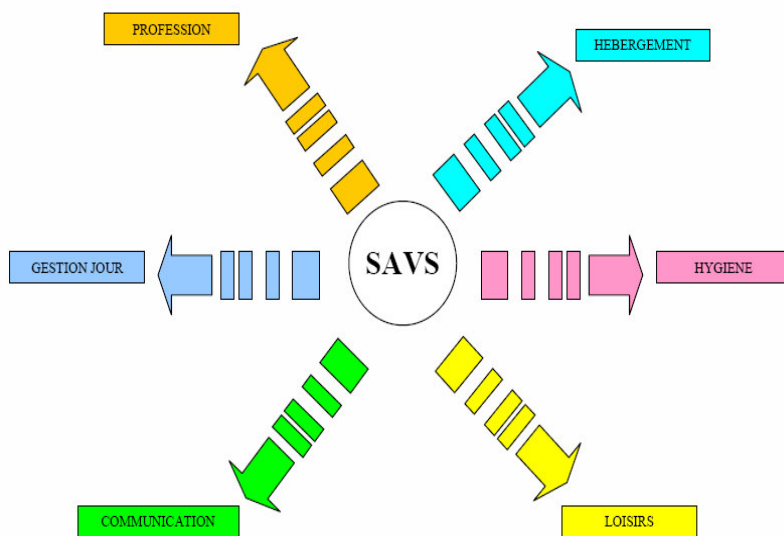 PROFESSION
HEBERGEMENT
GESTION JOUR
SAVS
HYGIENE
COMMUNICATION
LOISIRS